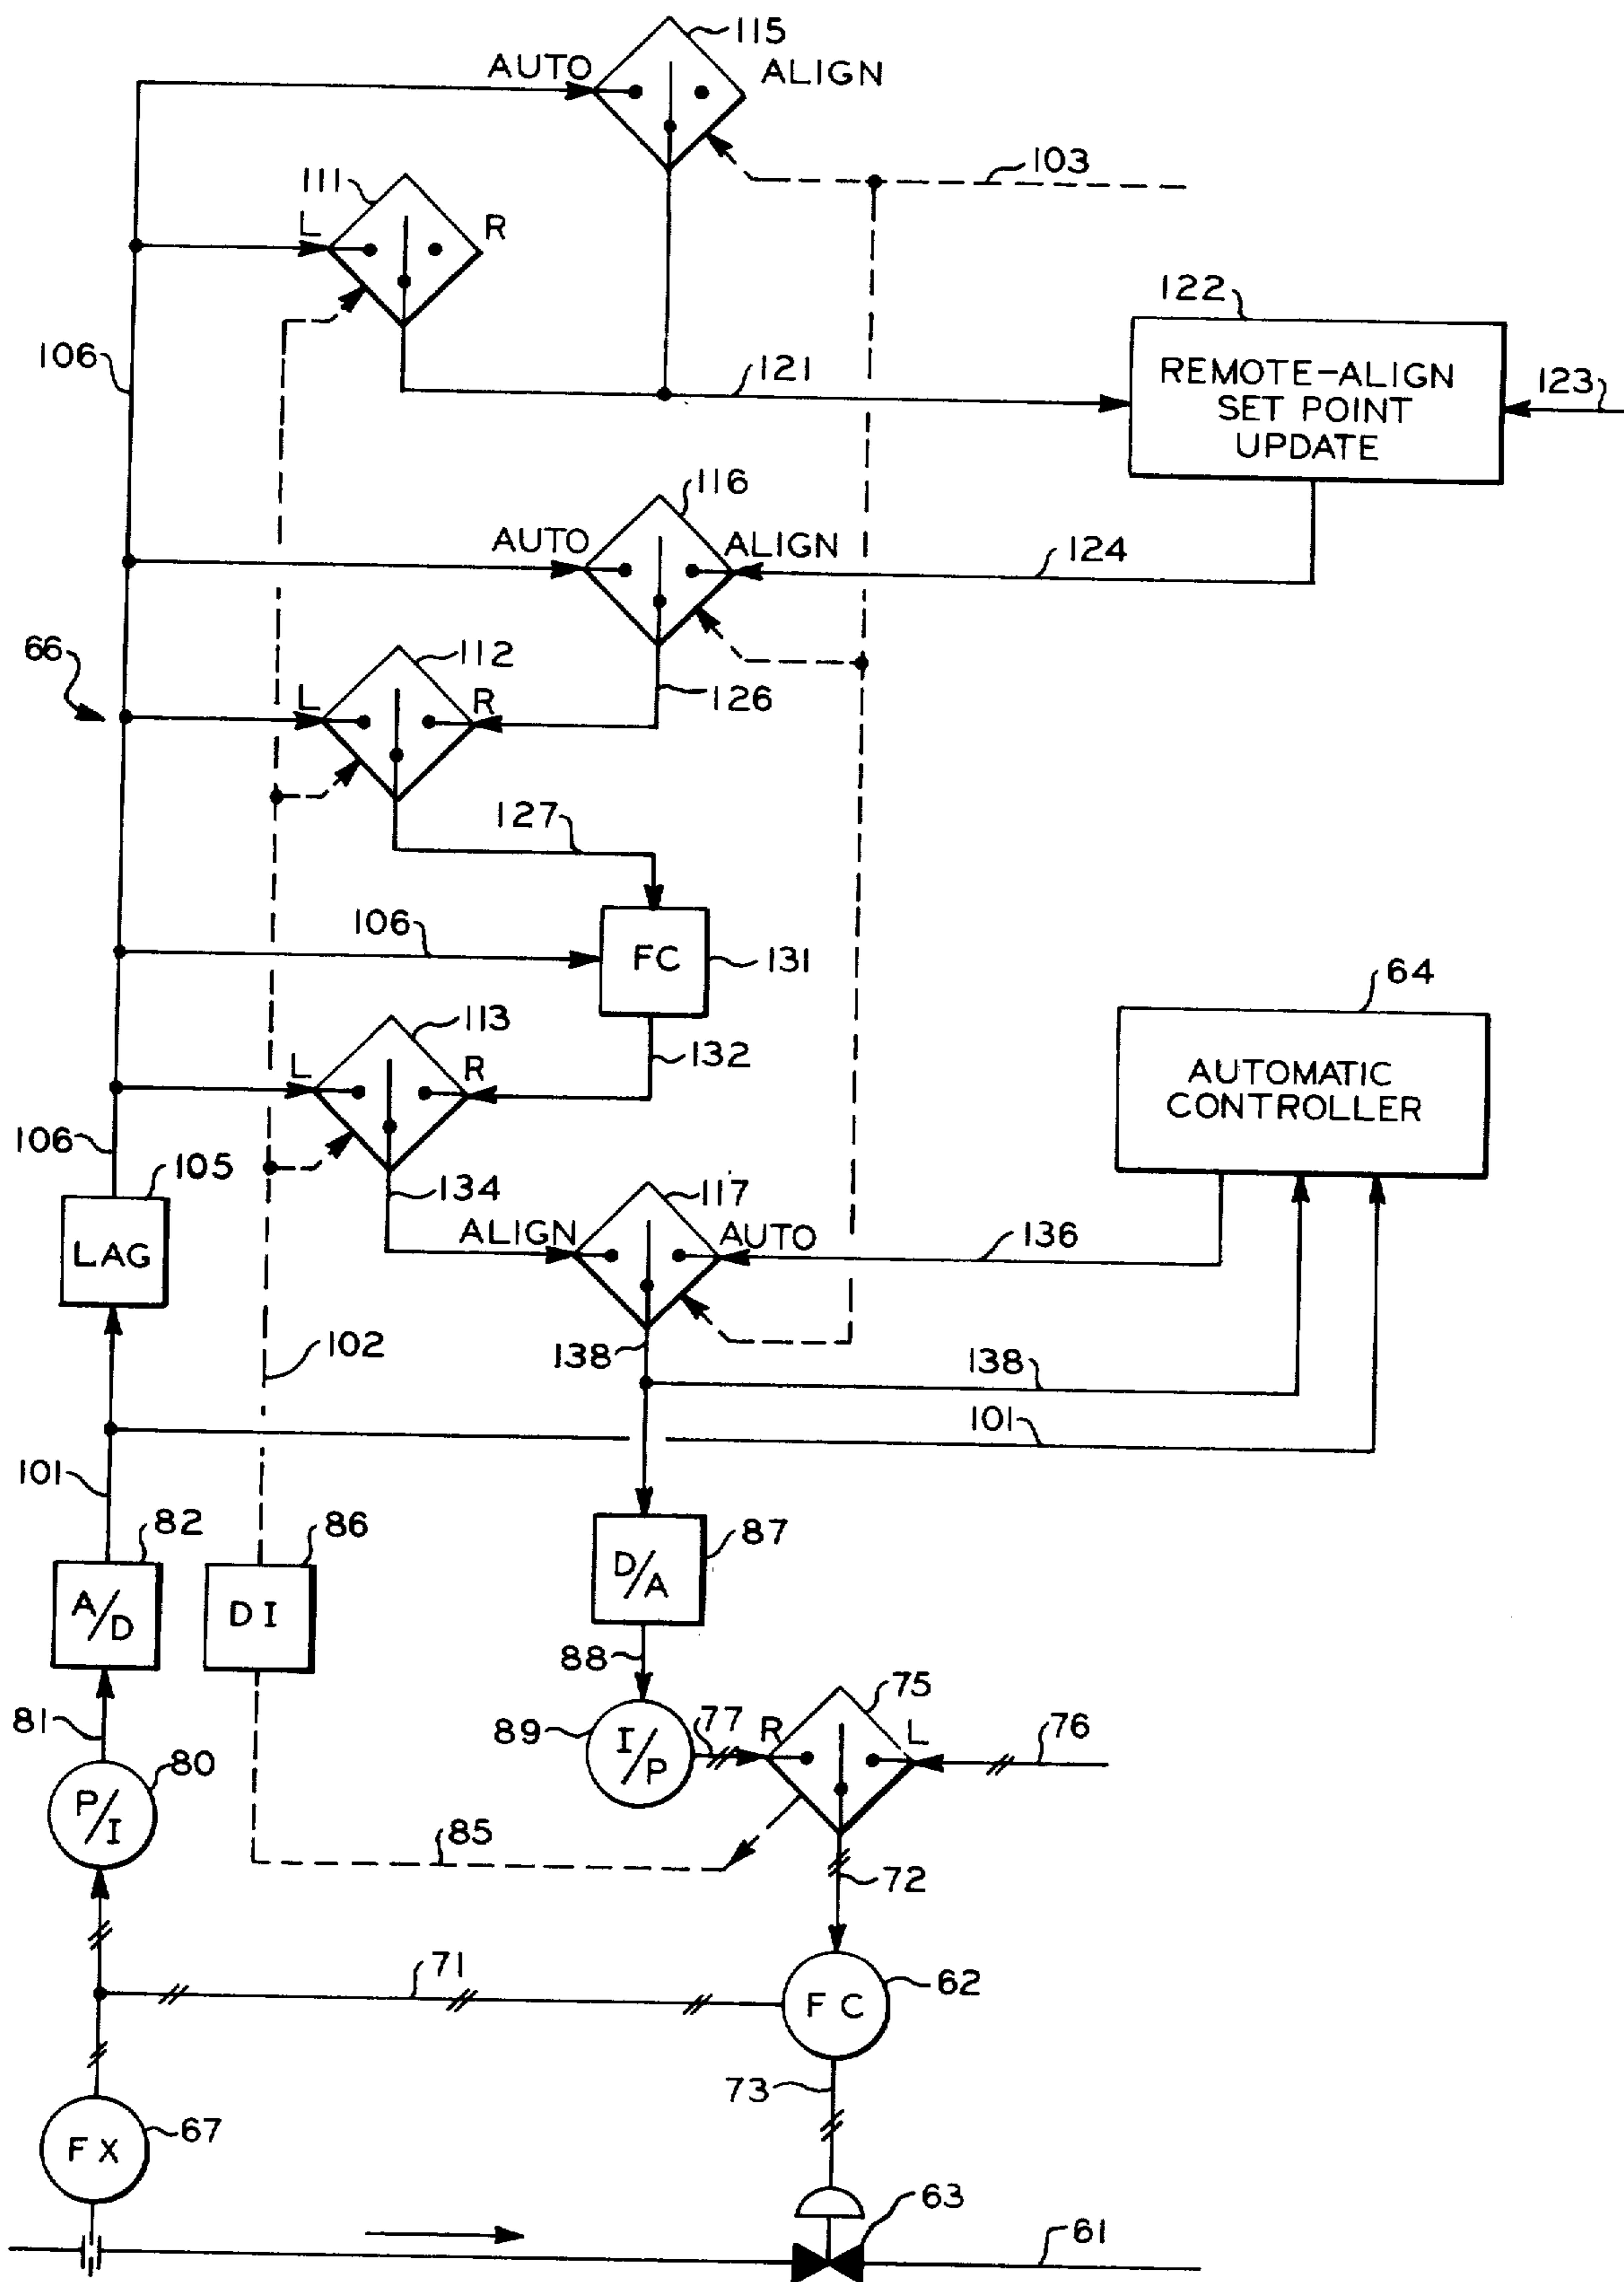 115
AUTO
ALIGN
103
111
L
R
122
106
121
REMOTE-ALIGN
SET POINT
UPDATE
123
116
AUTO
ALIGN
124
66
112
L
R
126
127
106
FC
131
64
113
L
R
132
AUTOMATIC
CONTROLLER
106
105
134
117
ALIGN
AUTO
136
LAG
102
138
138
101
101
82
86
87
A/D
DI
D/A
88
75
81
89
I/P
77
R
L
76
80
P/I
85
72
71
62
FC
73
67
FX
63
61